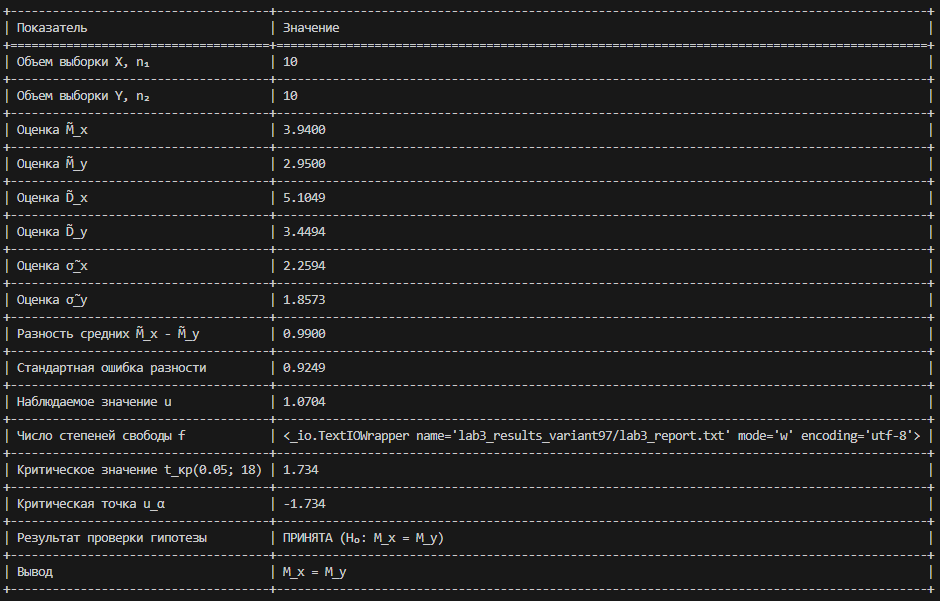 Показатель Значение
Объем выборки X, n₁ 10
Объем выборки Y, n₂ 10
Оценка M̃_x 3.9400
Оценка M̃_y 2.9500
Оценка D̃_x 5.1049
Оценка D̃_y 3.4494
Оценка σ̃_x 2.2594
Оценка σ̃_y 1.8573
Разность средних M̃_x - M̃_y 0.9900
Стандартная ошибка разности 0.9249
Наблюдаемое значение u 1.0704
Число степеней свободы f <_io.TextIOWrapper name='lab3_results_variant97/lab3_report.txt' mode='w' encoding='utf-8'>
Критическое значение t_кр(0.05; 18) 1.734
Критическая точка u_α -1.734
Результат проверки гипотезы ПРИНЯТА (H₀: M_x = M_y)
Вывод M_x = M_y